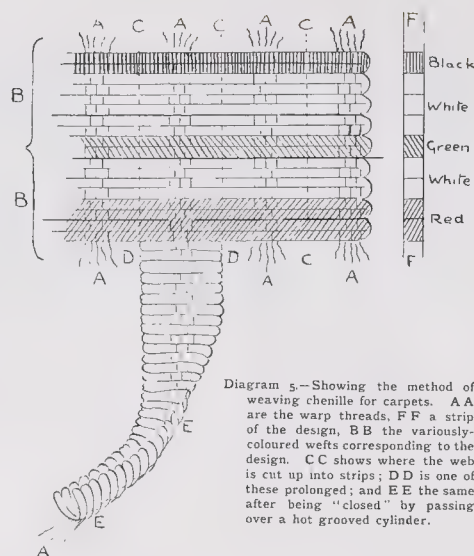 A C A C A C A F
B
Black
White
Green
B
White
Red
A D A D A C A F
E
E
A
Diagram 5.—Showing the method of
weaving chenille for carpets. A A
are the warp threads, F F a strip
of the design, B B the variously-
coloured wefts corresponding to the
design. C C shows where the web
is cut up into strips; D D is one of
these prolonged; and E E the same
after being "closed" by passing
over a hot grooved cylinder.